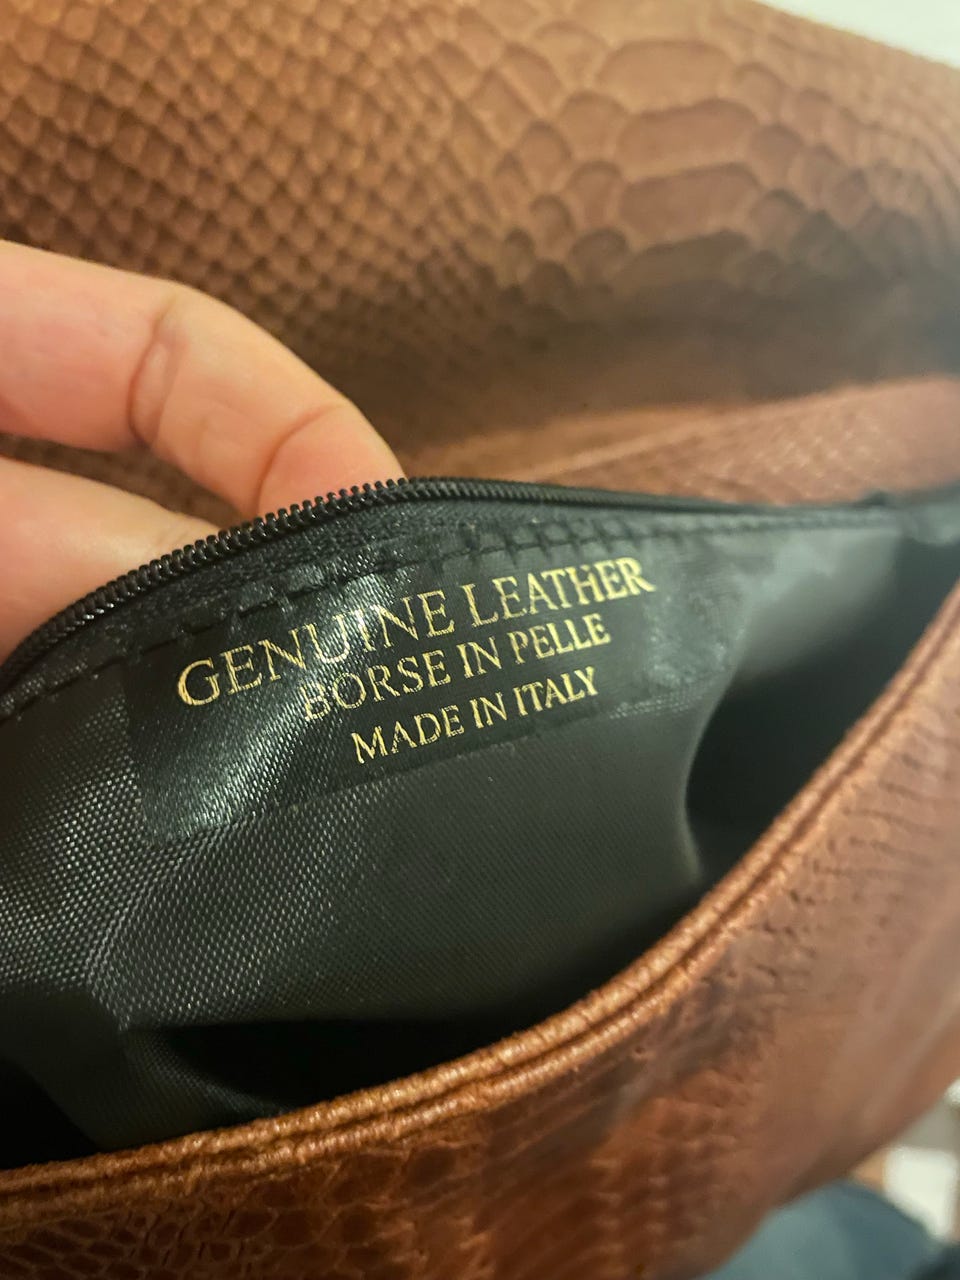 GENUINE LEATHER
BORSE IN PELLE
MADE IN ITALY